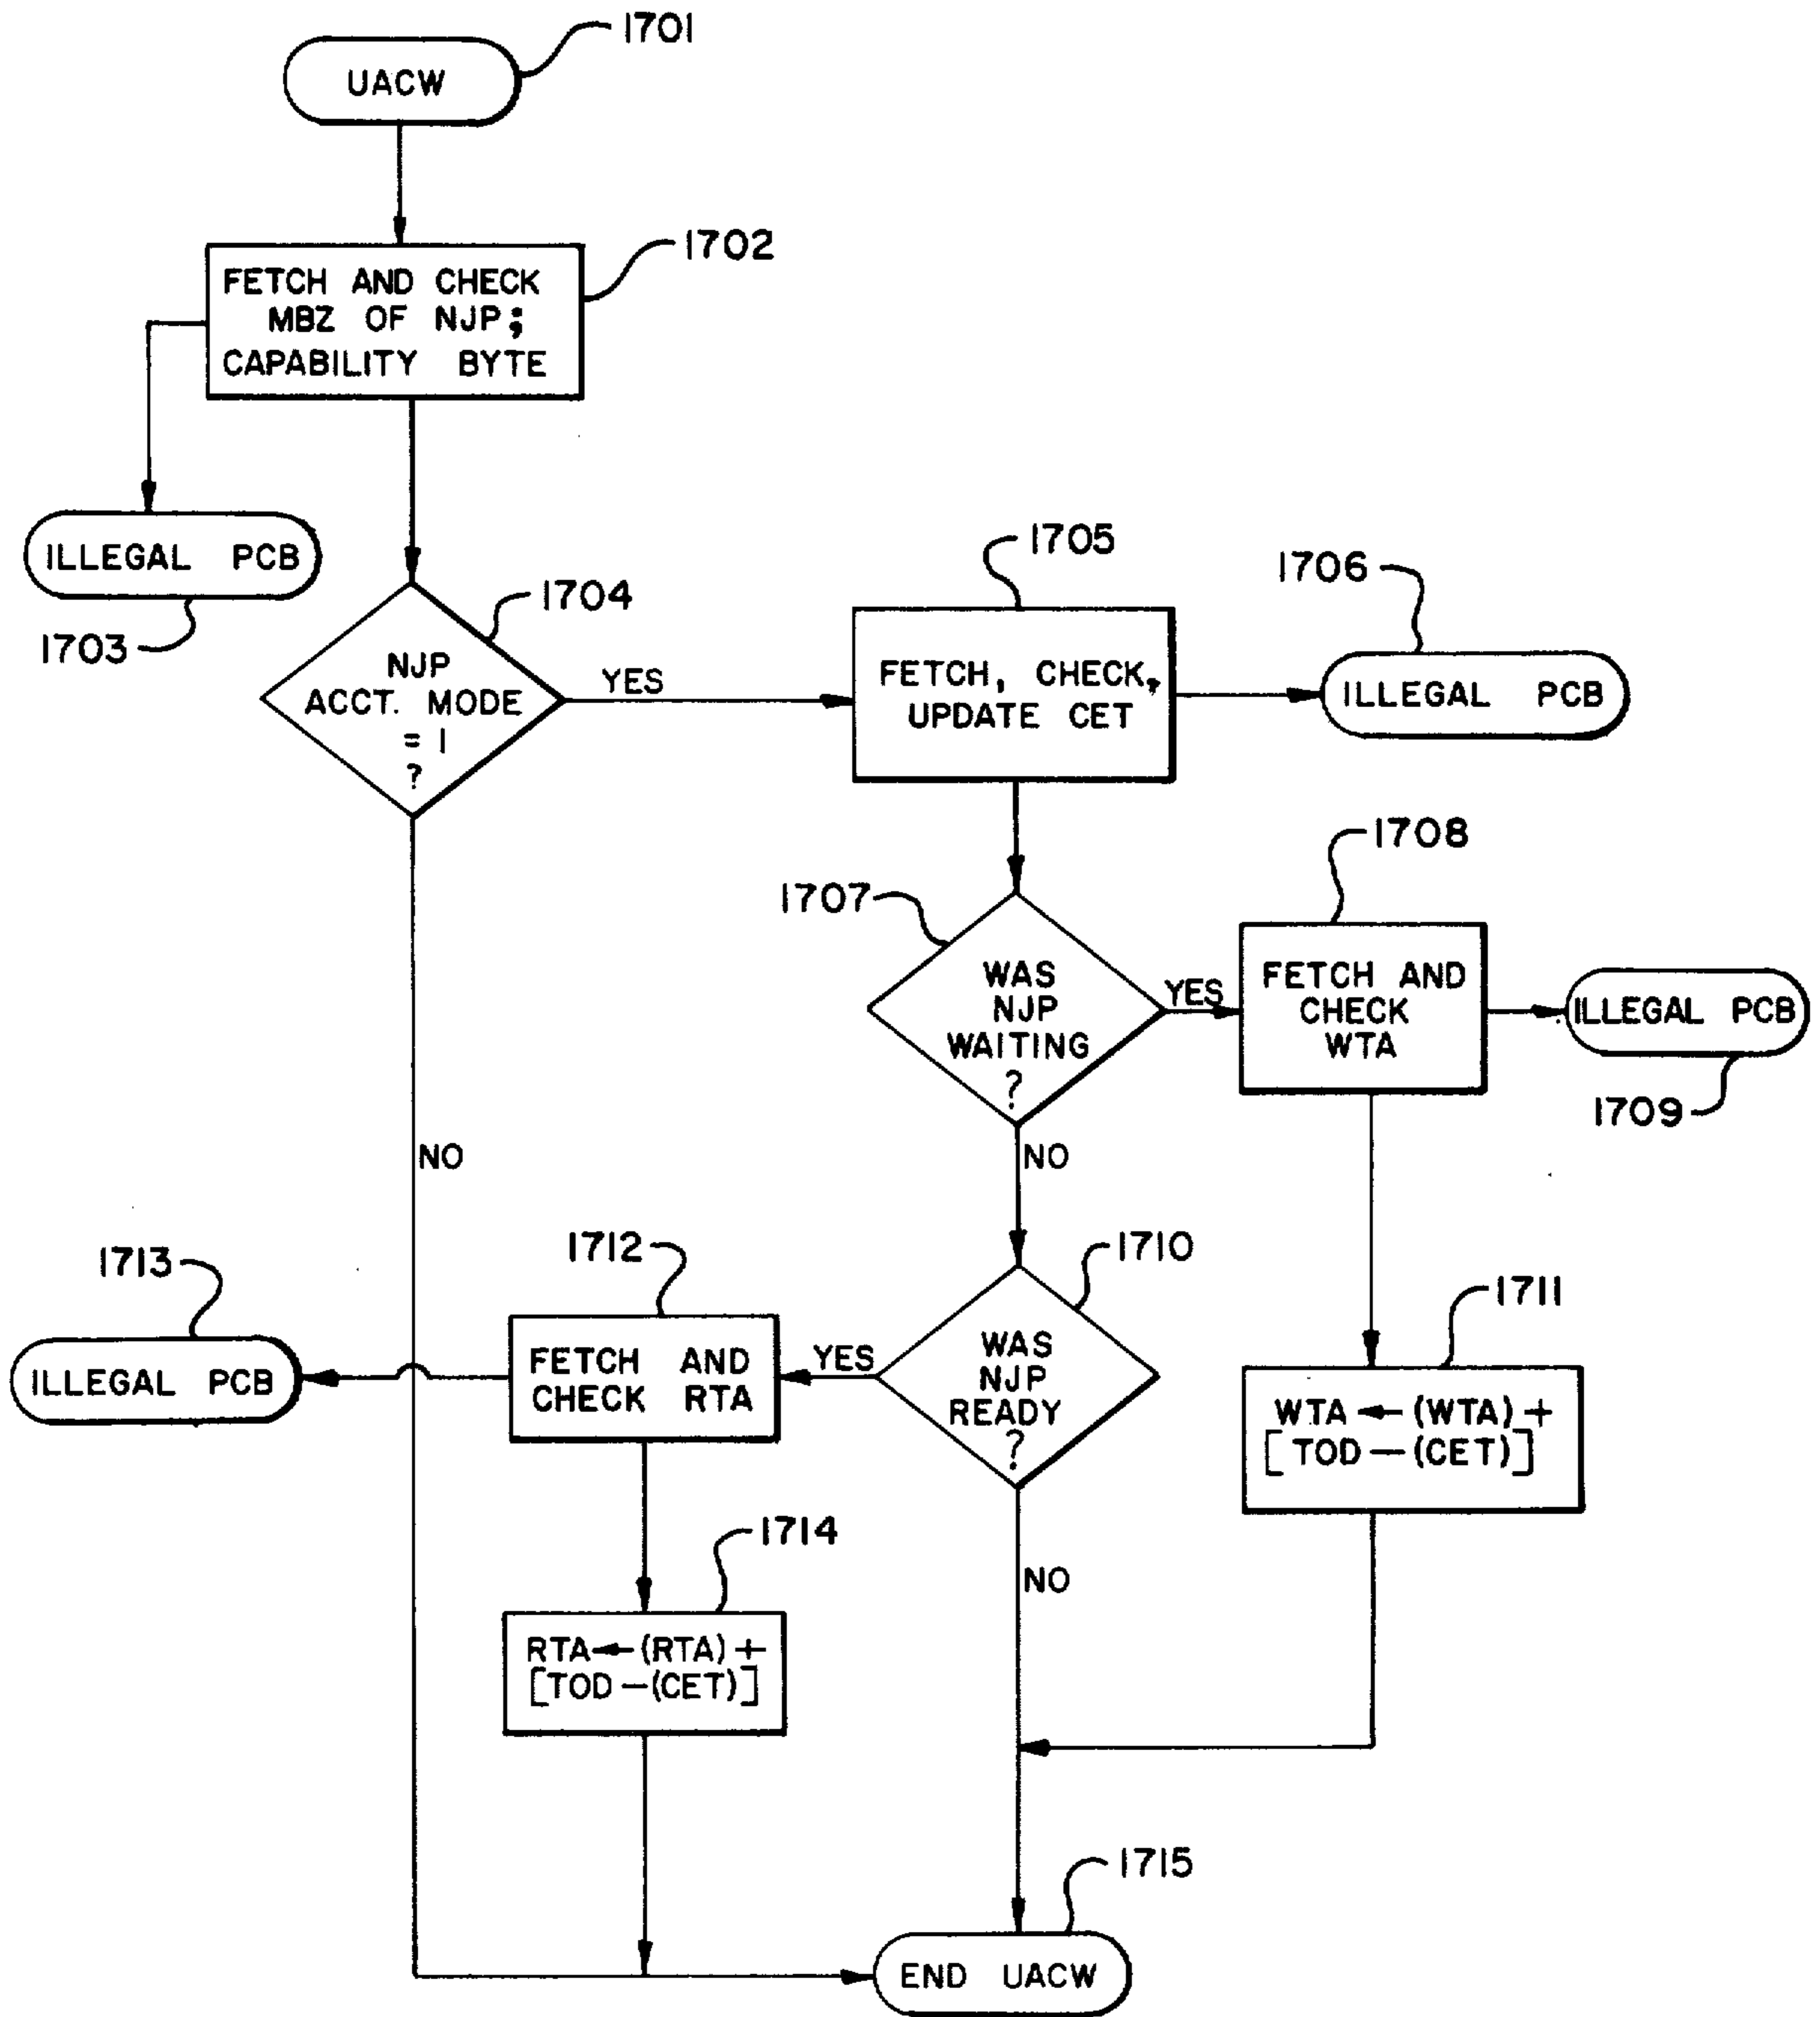 1701
UACW
1702
FETCH AND CHECK
MBZ OF NJP;
CAPABILITY BYTE
ILLEGAL PCB
1703
1704
NJP
ACCT. MODE
= 1
?
YES
NO
1705
FETCH, CHECK,
UPDATE CET
1706
ILLEGAL PCB
1707
WAS
NJP
WAITING
?
YES
NO
1708
FETCH AND
CHECK
WTA
ILLEGAL PCB
1709
1710
WAS
NJP
READY
?
YES
NO
1711
WTA ← (WTA) +
[TOD — (CET)]
1712
FETCH AND
CHECK RTA
1713
ILLEGAL PCB
1714
RTA ← (RTA) +
[TOD — (CET)]
1715
END UACW